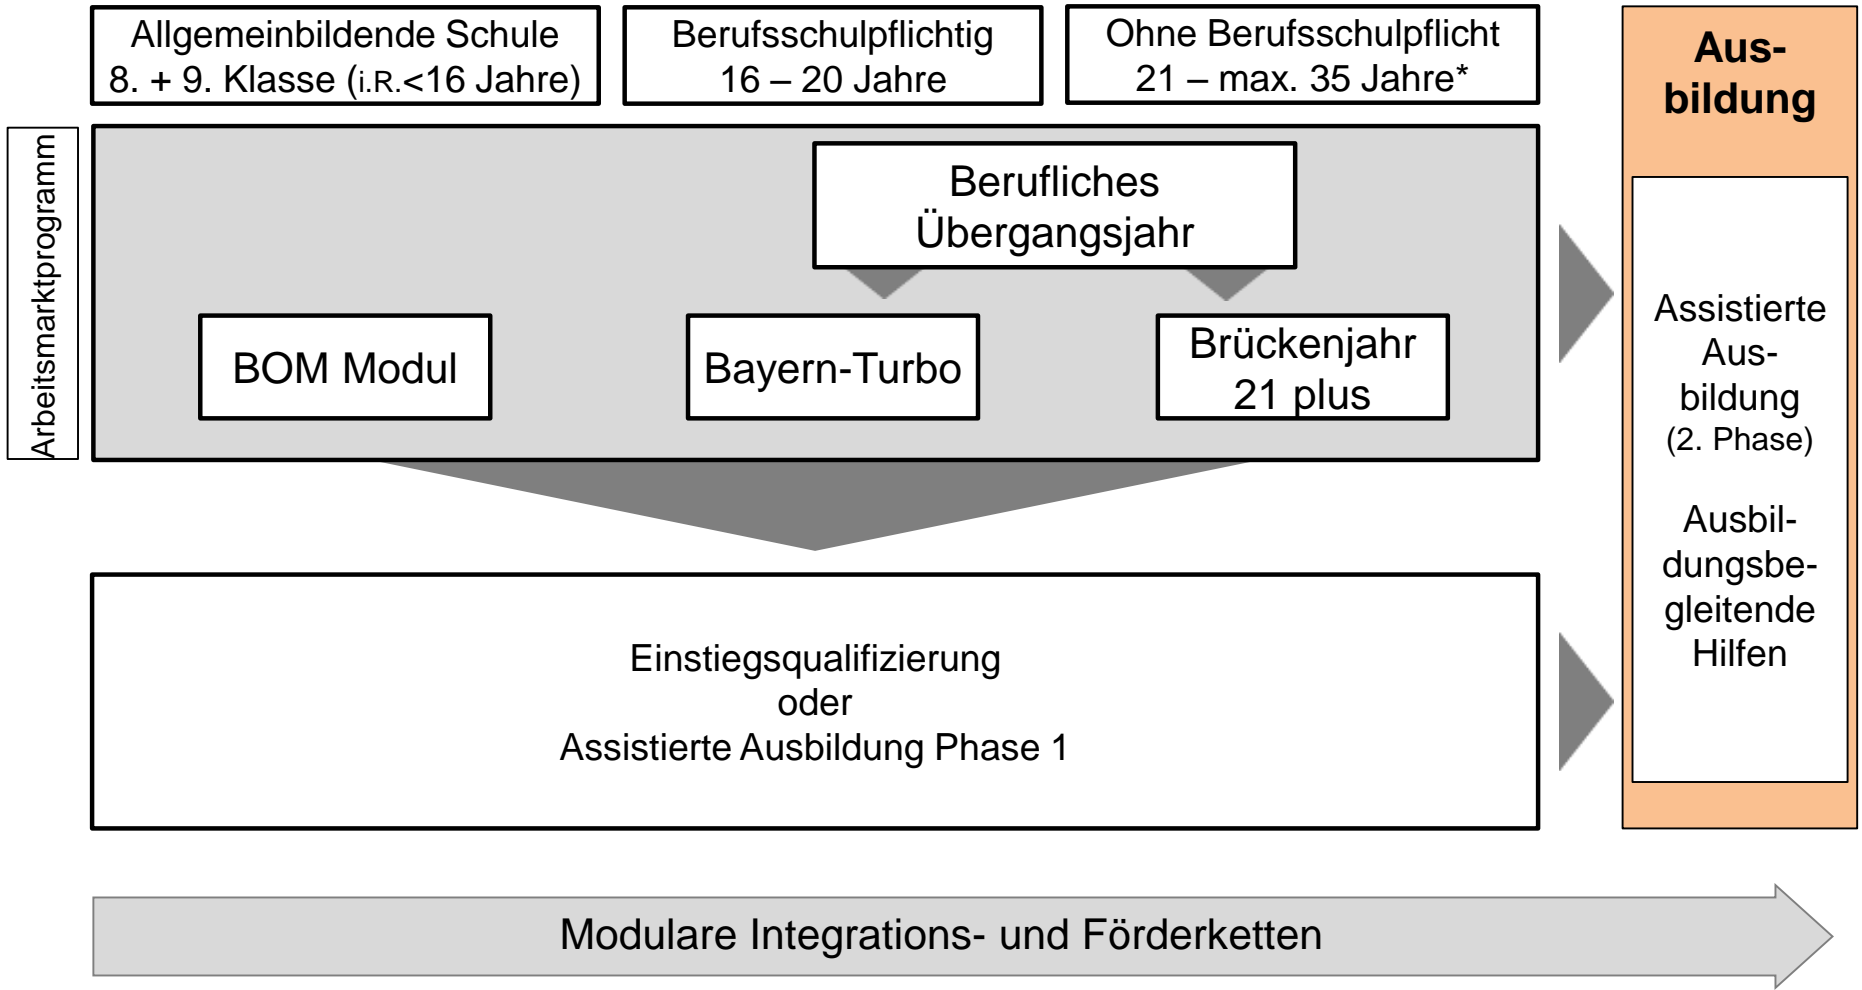 Allgemeinbildende Schule
8. + 9. Klasse (i.R.<16 Jahre)
Berufsschulpflichtig
16 – 20 Jahre
Ohne Berufsschulpflicht
21 – max. 35 Jahre*
Arbeitsmarktprogramm
Berufliches
Übergangsjahr
BOM Modul
Bayern-Turbo
Brückenjahr
21 plus
Einstiegsqualifizierung
oder
Assistierte Ausbildung Phase 1
Aus-
bildung
Assistierte
Aus-
bildung
(2. Phase)
Ausbil-
dungsbe-
gleitende
Hilfen
Modulare Integrations- und Förderketten